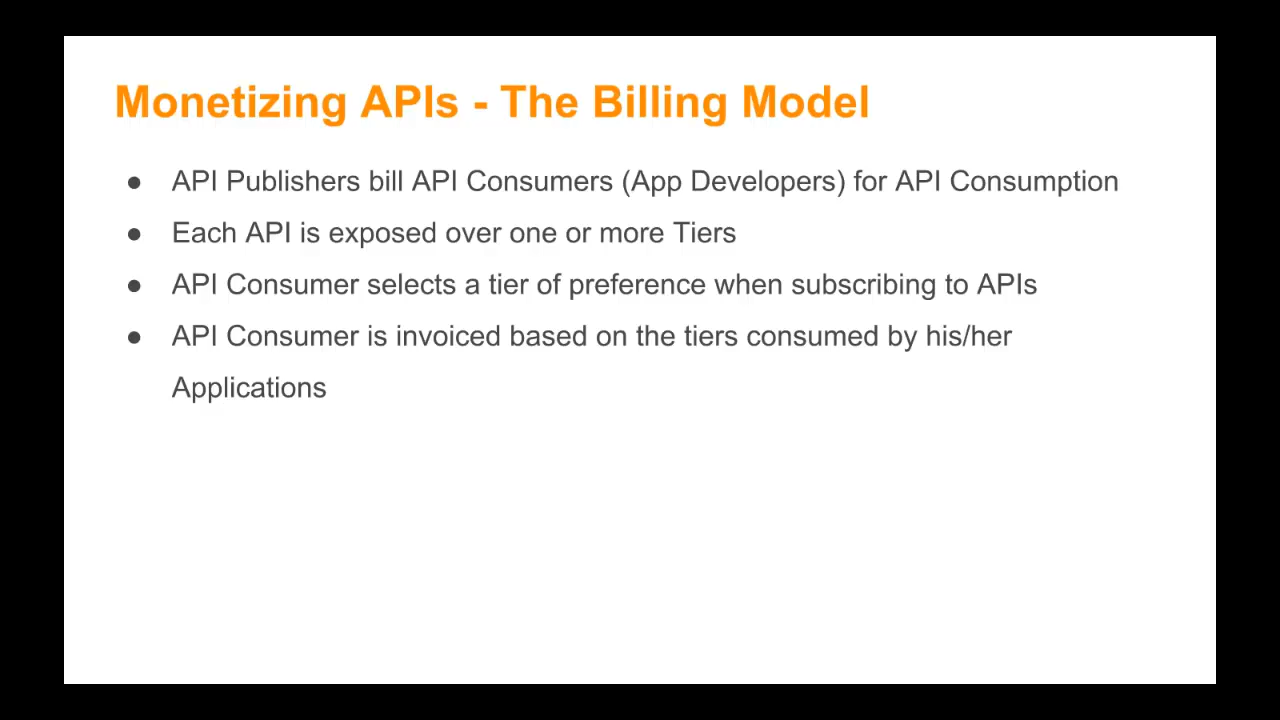 Monetizing APIs - The Billing Model
● API Publishers bill API Consumers (App Developers) for API Consumption
● Each API is exposed over one or more Tiers
● API Consumer selects a tier of preference when subscribing to APIs
● API Consumer is invoiced based on the tiers consumed by his/her
Applications